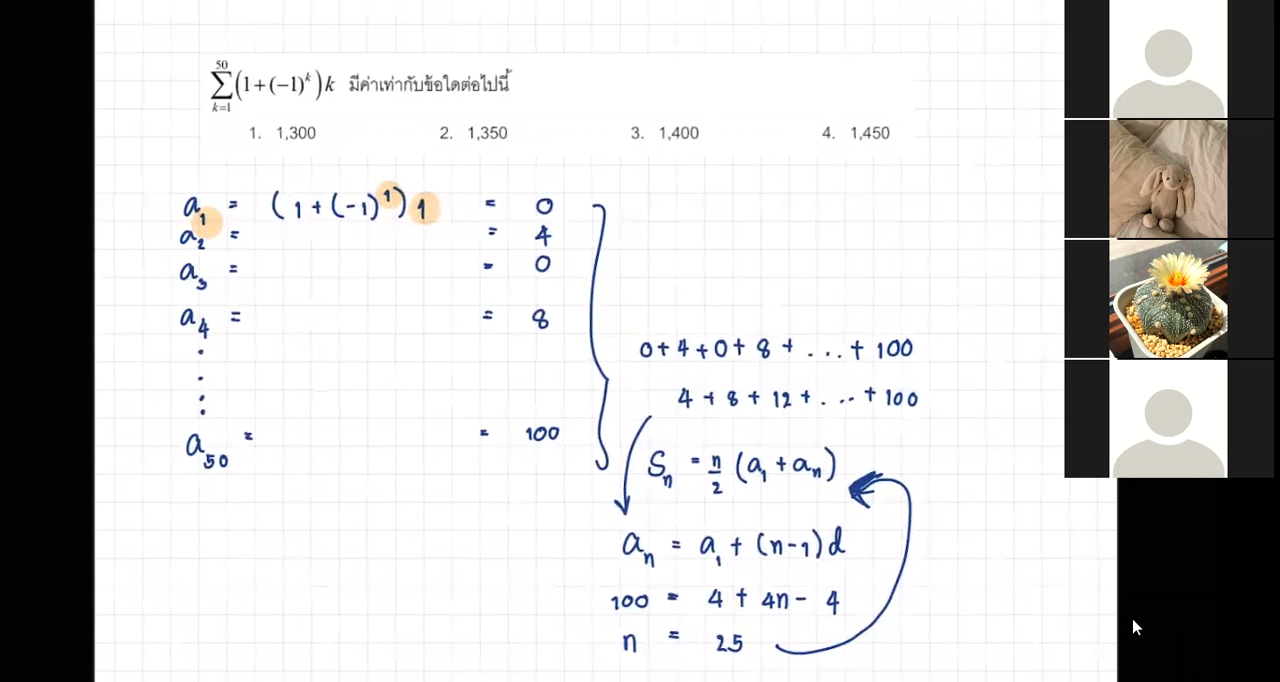 50
∑ (1+(−1)^k)k มีค่าเท่ากับข้อใดต่อไปนี้
k=1
1. 1,300 2. 1,350 3. 1,400 4. 1,450
a₁ = (1+(-1)¹)1 = 0
a₂ = = 4
a₃ = = 0
a₄ = = 8
0+4+0+8+...+100
4+8+12+...+100
a₅₀ = = 100
Sₙ = n/2 (a₁+aₙ)
aₙ = a₁+(n-1)d
100 = 4+4n-4
n = 25